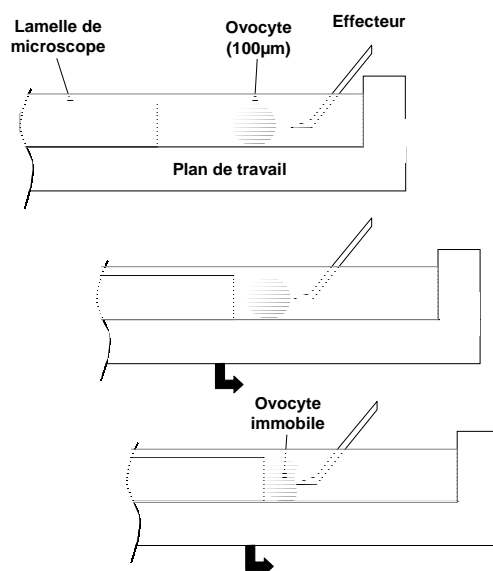 Lamelle de
microscope
Ovocyte
(100µm)
Effecteur
Plan de travail
Ovocyte
immobile